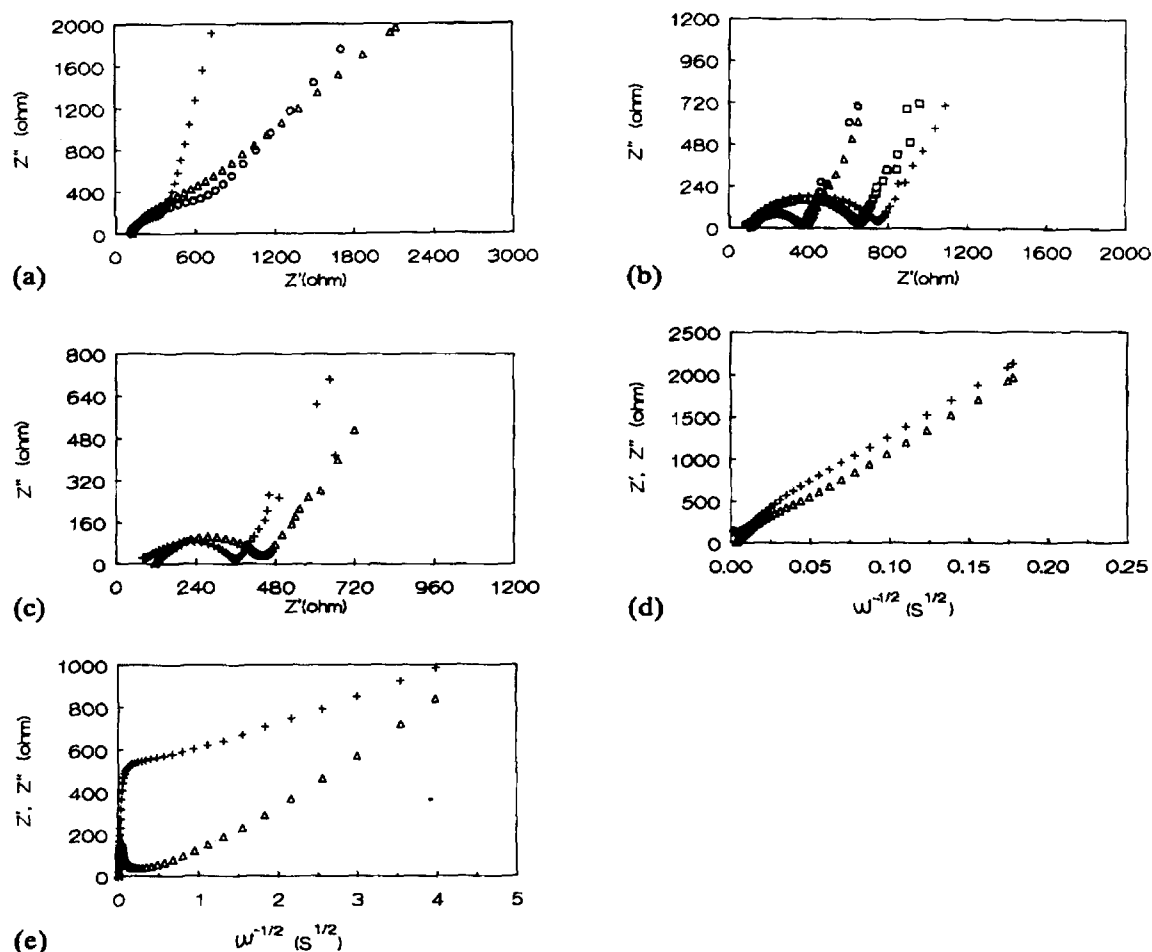 2000
1600
1200
800
400
0
Z" (ohm)
0 600 1200 1800 2400 3000
(a) Z'(ohm)
1200
960
720
480
240
0
Z" (ohm)
0 400 800 1200 1600 2000
(b) Z'(ohm)
800
640
480
320
160
0
Z" (ohm)
0 240 480 720 960 1200
(c) Z'(ohm)
2500
2000
1500
1000
500
0
Z', Z" (ohm)
0.00 0.05 0.10 0.15 0.20 0.25
(d) W^-1/2 (S^1/2)
1000
800
600
400
200
0
Z', Z" (ohm)
0 1 2 3 4 5
(e) W^-1/2 (S^1/2)